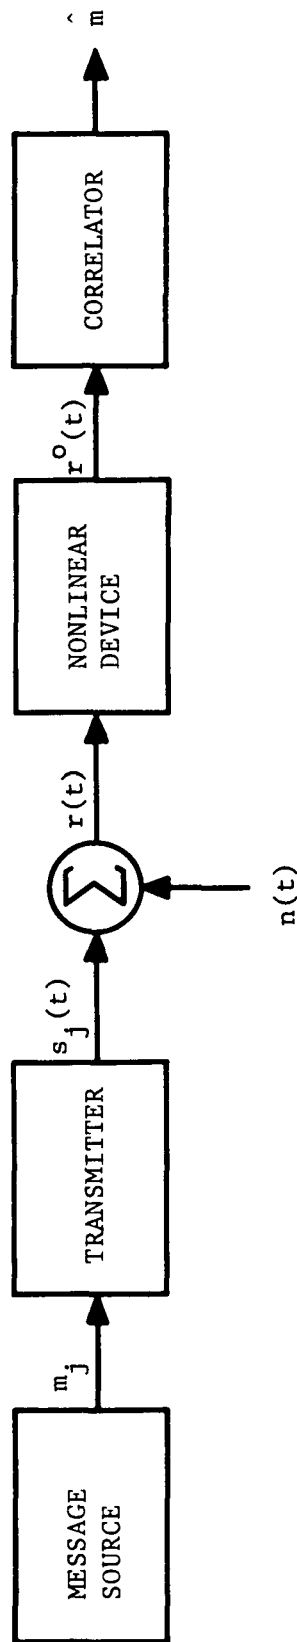 MESSAGE
SOURCE
m_j
TRANSMITTER
s_j(t)
Σ
n(t)
r(t)
NONLINEAR
DEVICE
r^o(t)
CORRELATOR
m̂